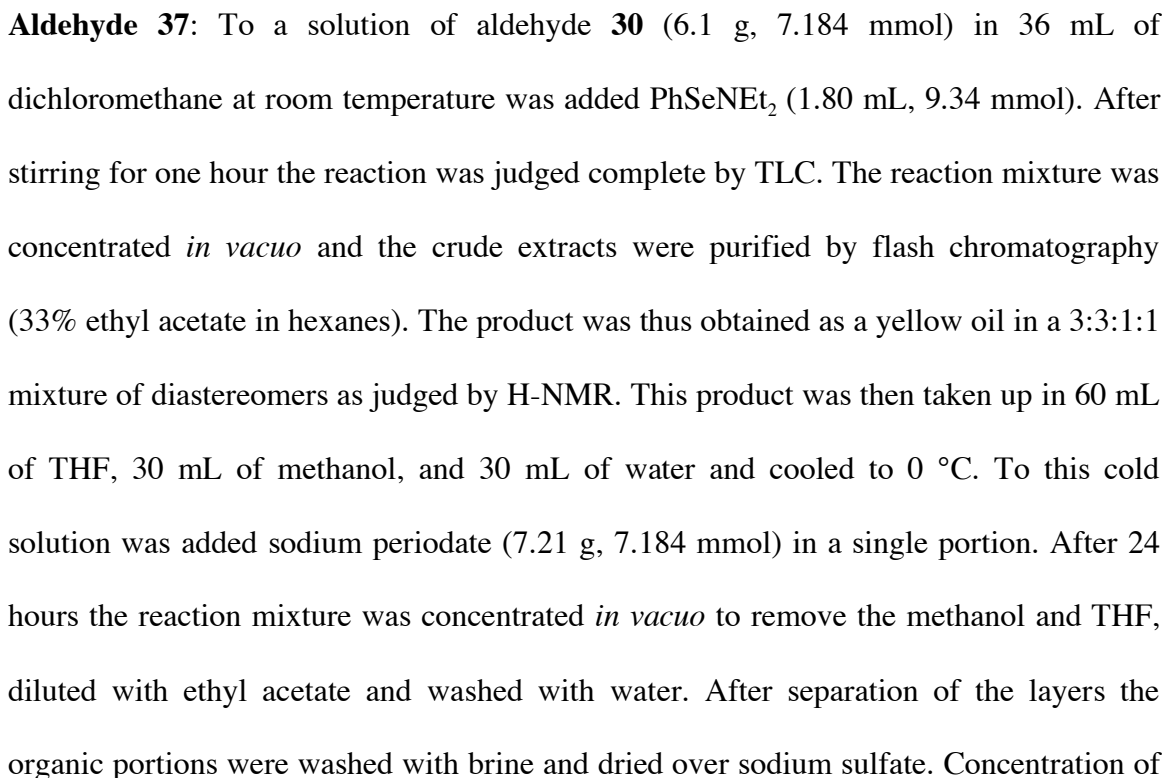 Aldehyde 37: To a solution of aldehyde 30 (6.1 g, 7.184 mmol) in 36 mL of
dichloromethane at room temperature was added PhSeNEt₂ (1.80 mL, 9.34 mmol). After
stirring for one hour the reaction was judged complete by TLC. The reaction mixture was
concentrated in vacuo and the crude extracts were purified by flash chromatography
(33% ethyl acetate in hexanes). The product was thus obtained as a yellow oil in a 3:3:1:1
mixture of diastereomers as judged by H-NMR. This product was then taken up in 60 mL
of THF, 30 mL of methanol, and 30 mL of water and cooled to 0 °C. To this cold
solution was added sodium periodate (7.21 g, 7.184 mmol) in a single portion. After 24
hours the reaction mixture was concentrated in vacuo to remove the methanol and THF,
diluted with ethyl acetate and washed with water. After separation of the layers the
organic portions were washed with brine and dried over sodium sulfate. Concentration of